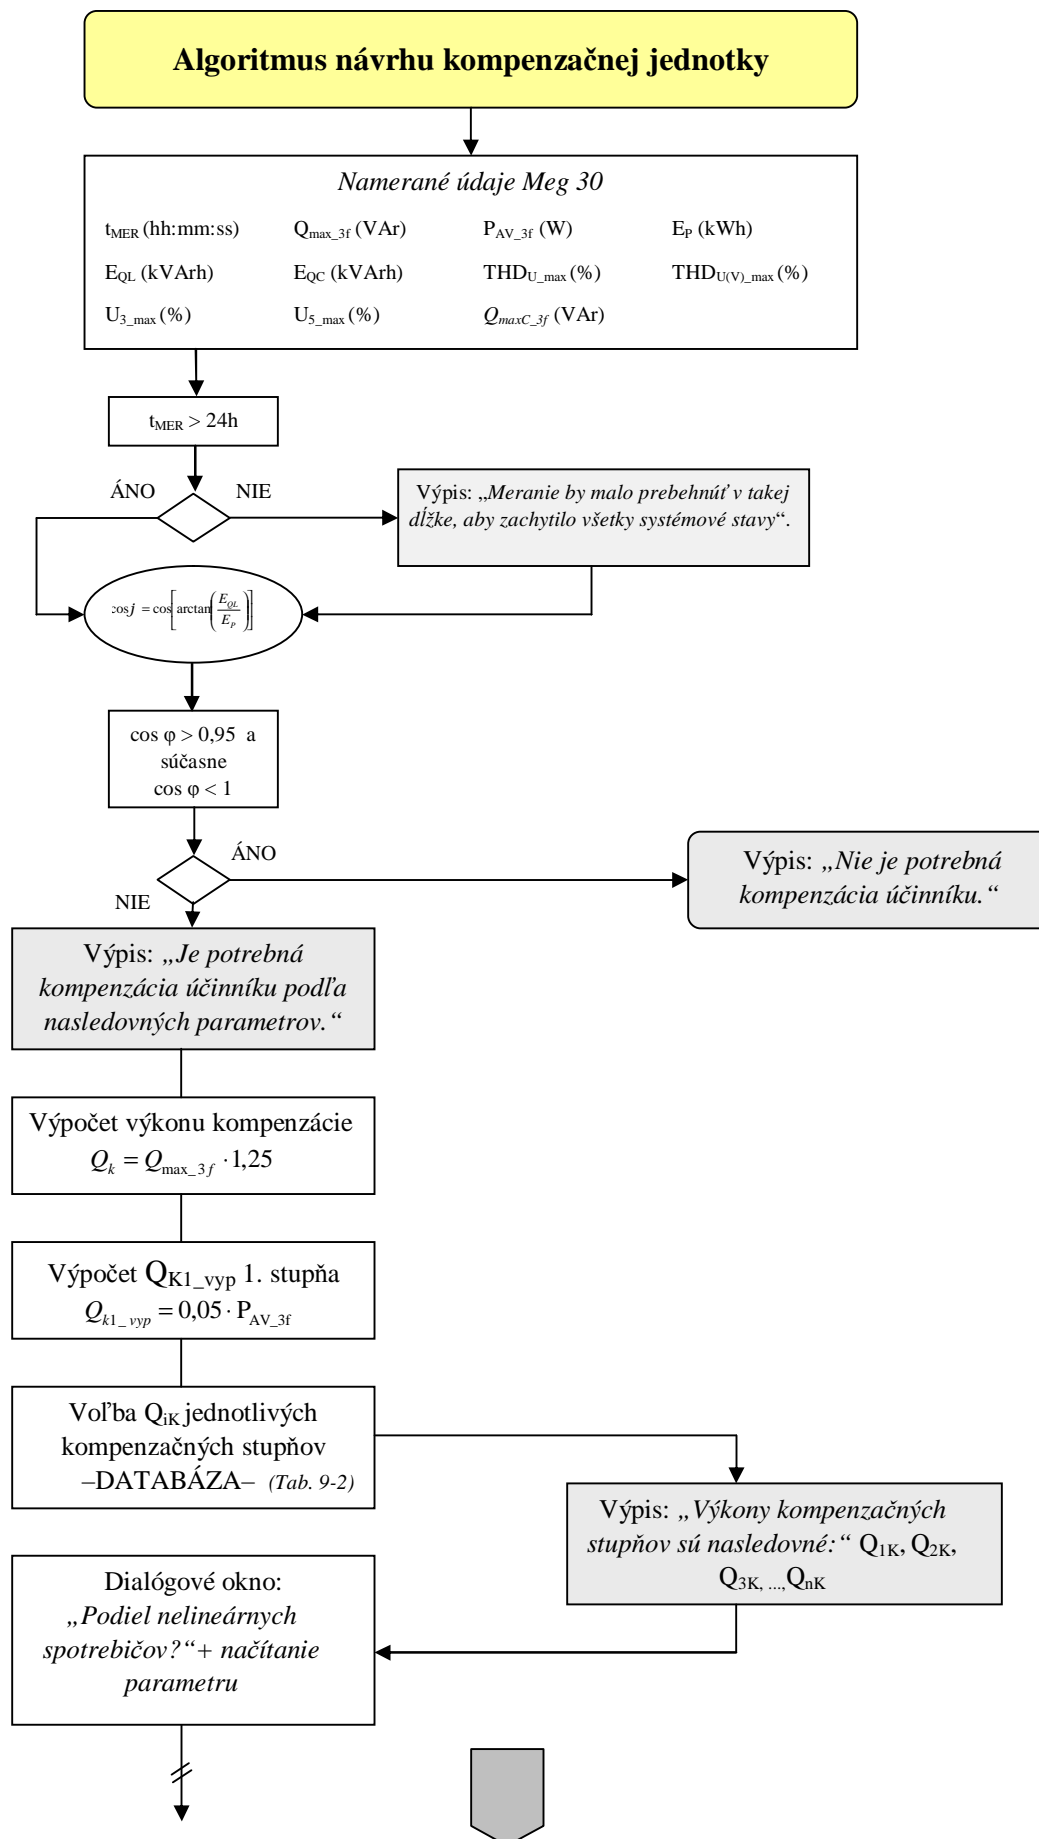 Algoritmus návrhu kompenzačnej jednotky
Namerané údaje Meg 30
tMER (hh:mm:ss) Qmax_3f (VAr) PAV_3f (W) EP (kWh)
EQL (kVArh) EQC (kVArh) THDU_max (%) THDU(V)_max (%)
U3_max (%) U5_max (%) QmaxC_3f (VAr)
tMER > 24h
ÁNO NIE
Výpis: „Meranie by malo prebehnúť v takej
dĺžke, aby zachytilo všetky systémové stavy“.
cosj = cos[arctan(EQL/EP)]
cos φ > 0,95 a
súčasne
cos φ < 1
ÁNO
NIE
Výpis: „Nie je potrebná
kompenzácia účinníku.“
Výpis: „Je potrebná
kompenzácia účinníku podľa
nasledovných parametrov.“
Výpočet výkonu kompenzácie
Qk = Qmax_3f · 1,25
Výpočet QK1_vyp 1. stupňa
Qk1_vyp = 0,05 · PAV_3f
Voľba QiK jednotlivých
kompenzačných stupňov
–DATABÁZA– (Tab. 9-2)
Výpis: „Výkony kompenzačných
stupňov sú nasledovné:“ Q1K, Q2K,
Q3K, ...,QnK
Dialógové okno:
„Podiel nelineárnych
spotrebičov?“+ načítanie
parametru